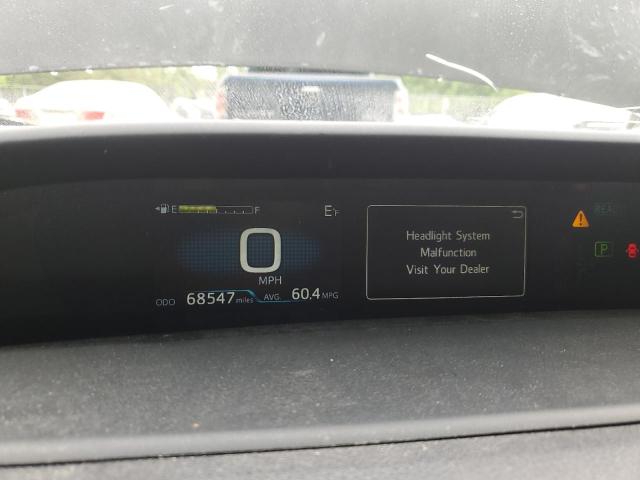 E F
E°F
0
MPH
ODO 68547 miles AVG. 60.4 MPG
Headlight System
Malfunction
Visit Your Dealer
P